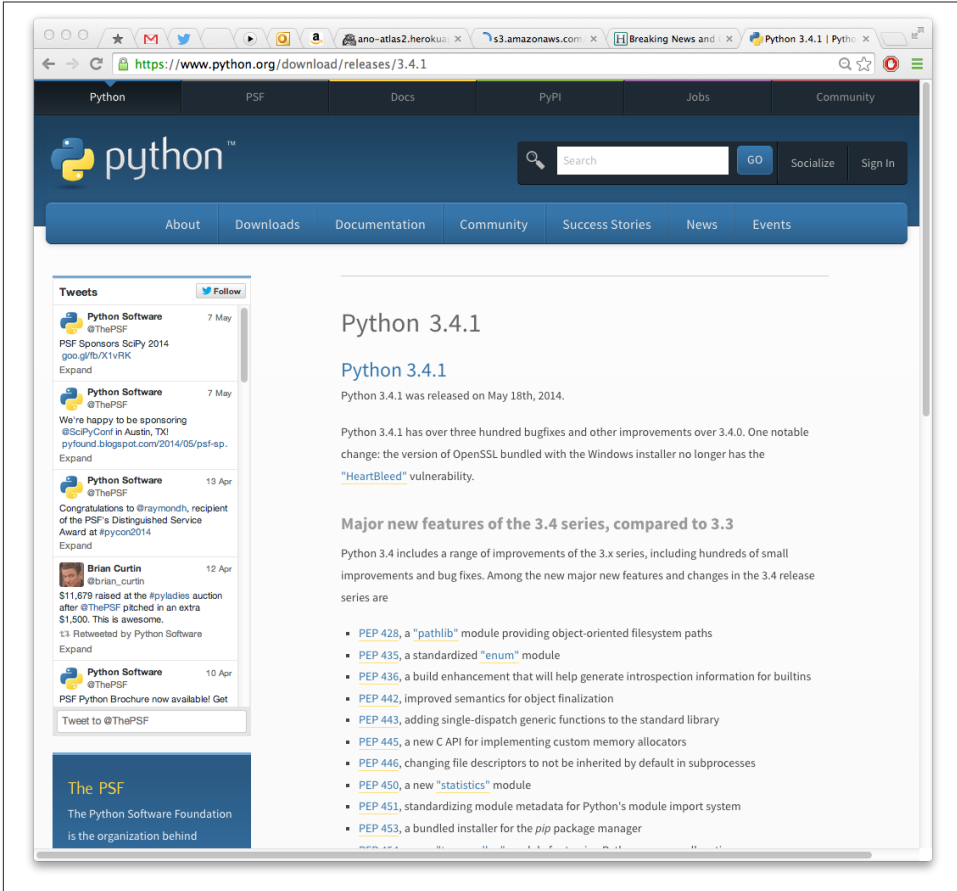 ano-atlas2.heroku
s3.amazonaws.com
Breaking News and
Python 3.4.1 | Pytho
https://www.python.org/download/releases/3.4.1
Python PSF Docs PyPI Jobs Community
python™
Search GO Socialize Sign In
About Downloads Documentation Community Success Stories News Events
Tweets Follow
Python Software 7 May
@ThePSF
PSF Sponsors SciPy 2014
goo.gl/fb/X1vRK
Expand
Python Software 7 May
@ThePSF
We're happy to be sponsoring
@SciPyConf in Austin, TX!
pyfound.blogspot.com/2014/05/psf-sp.
Expand
Python Software 13 Apr
@ThePSF
Congratulations to @raymondh, recipient
of the PSF's Distinguished Service
Award at #pycon2014
Expand
Brian Curtin 12 Apr
@brian_curtin
$11,679 raised at the #pyladies auction
after @ThePSF pitched in an extra
$1,500. This is awesome.
Retweeted by Python Software
Expand
Python Software 10 Apr
@ThePSF
PSF Python Brochure now available! Get
Tweet to @ThePSF
The PSF
The Python Software Foundation
is the organization behind
Python 3.4.1
Python 3.4.1
Python 3.4.1 was released on May 18th, 2014.
Python 3.4.1 has over three hundred bugfixes and other improvements over 3.4.0. One notable
change: the version of OpenSSL bundled with the Windows installer no longer has the
"HeartBleed" vulnerability.
Major new features of the 3.4 series, compared to 3.3
Python 3.4 includes a range of improvements of the 3.x series, including hundreds of small
improvements and bug fixes. Among the new major new features and changes in the 3.4 release
series are
▪ PEP 428, a "pathlib" module providing object-oriented filesystem paths
▪ PEP 435, a standardized "enum" module
▪ PEP 436, a build enhancement that will help generate introspection information for builtins
▪ PEP 442, improved semantics for object finalization
▪ PEP 443, adding single-dispatch generic functions to the standard library
▪ PEP 445, a new C API for implementing custom memory allocators
▪ PEP 446, changing file descriptors to not be inherited by default in subprocesses
▪ PEP 450, a new "statistics" module
▪ PEP 451, standardizing module metadata for Python's module import system
▪ PEP 453, a bundled installer for the pip package manager